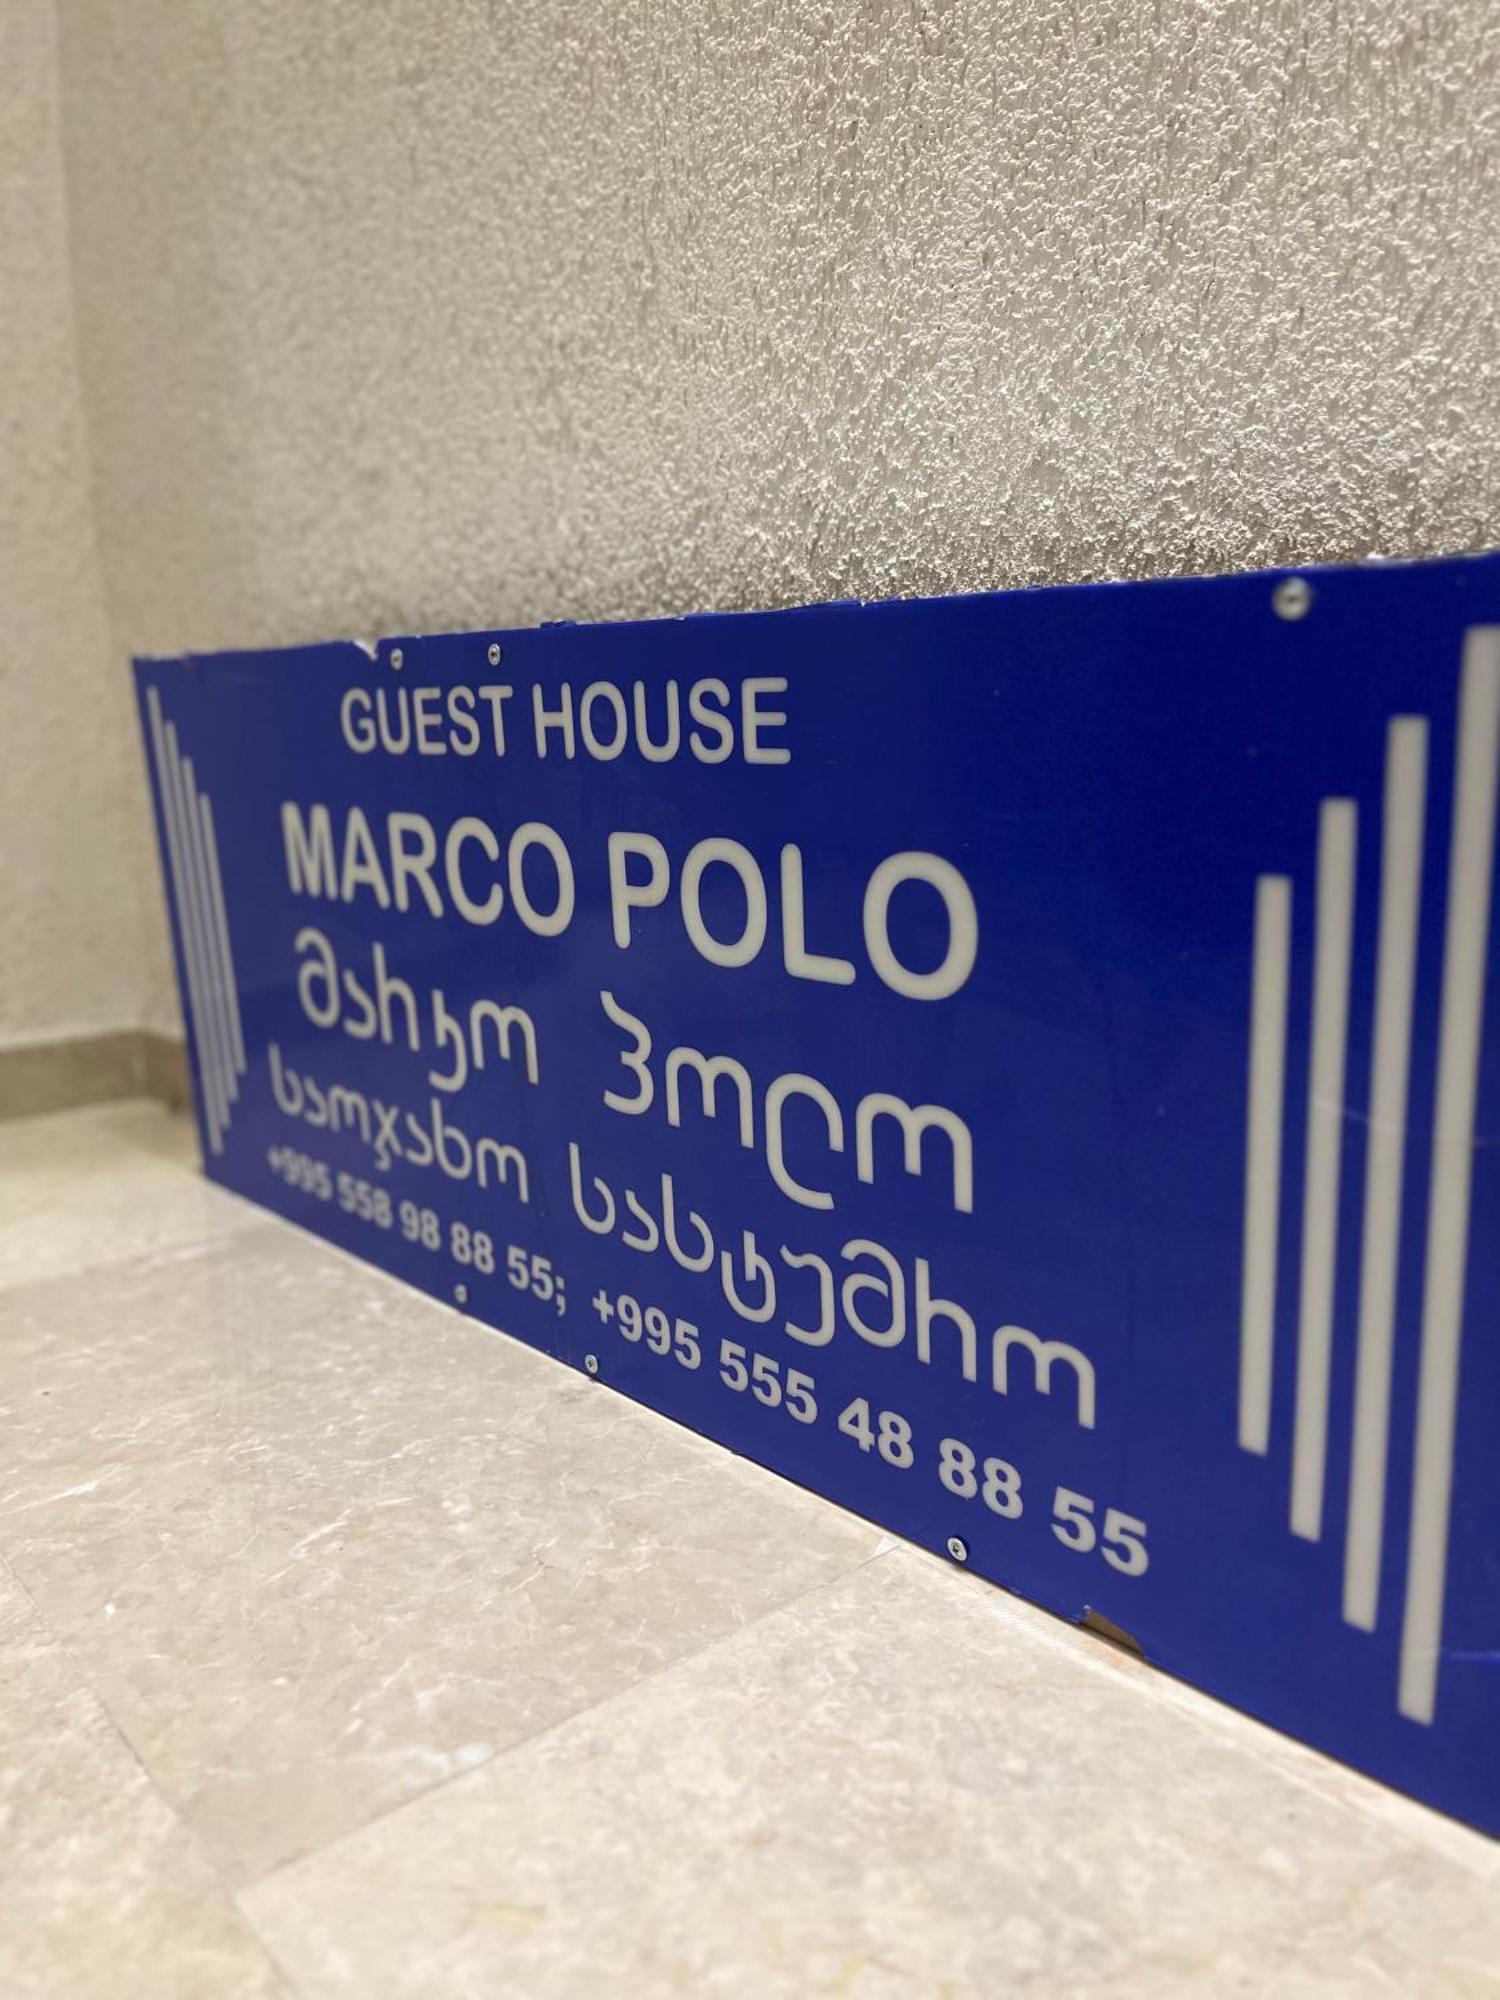 GUEST HOUSE
MARCO POLO
მარკო პოლო
საოჯახო სასტუმრო
+995 558 98 88 55; +995 555 48 88 55